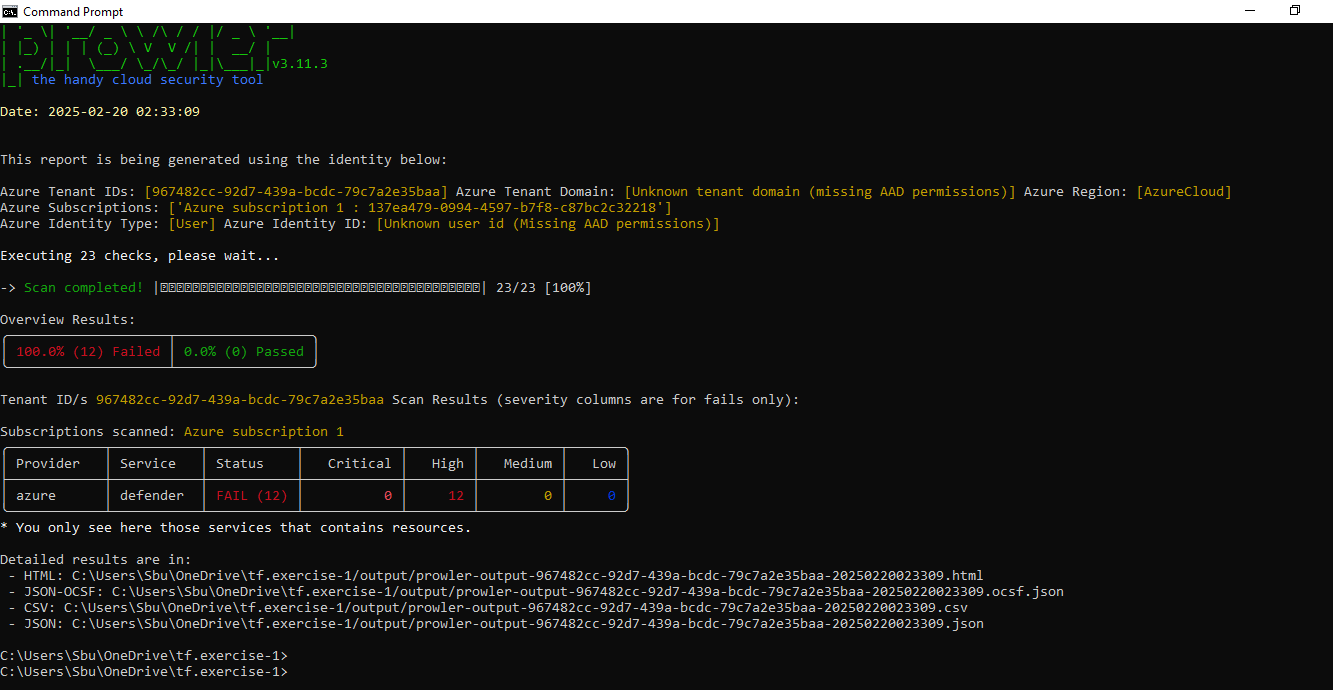 Command Prompt
| '_ \| '__/ _ \ \ /\ / / |/ _ \ '__|
| |_) | | | (_) \ V  V /| |  __/ |
| .__/|_|  \___/ \_/\_/ |_|\___|_|v3.11.3
|_| the handy cloud security tool
Date: 2025-02-20 02:33:09
This report is being generated using the identity below:
Azure Tenant IDs: [967482cc-92d7-439a-bcdc-79c7a2e35baa] Azure Tenant Domain: [Unknown tenant domain (missing AAD permissions)] Azure Region: [AzureCloud]
Azure Subscriptions: ['Azure subscription 1 : 137ea479-0994-4597-b7f8-c87bc2c32218']
Azure Identity Type: [User] Azure Identity ID: [Unknown user id (Missing AAD permissions)]
Executing 23 checks, please wait...
-> Scan completed! | | 23/23 [100%]
Overview Results:
100.0% (12) Failed 0.0% (0) Passed
Tenant ID/s 967482cc-92d7-439a-bcdc-79c7a2e35baa Scan Results (severity columns are for fails only):
Subscriptions scanned: Azure subscription 1
Provider Service Status Critical High Medium Low
azure defender FAIL (12) 0 12 0 0
* You only see here those services that contains resources.
Detailed results are in:
- HTML: C:\Users\Sbu\OneDrive\tf.exercise-1/output/prowler-output-967482cc-92d7-439a-bcdc-79c7a2e35baa-20250220023309.html
- JSON-OCSF: C:\Users\Sbu\OneDrive\tf.exercise-1/output/prowler-output-967482cc-92d7-439a-bcdc-79c7a2e35baa-20250220023309.ocsf.json
- CSV: C:\Users\Sbu\OneDrive\tf.exercise-1/output/prowler-output-967482cc-92d7-439a-bcdc-79c7a2e35baa-20250220023309.csv
- JSON: C:\Users\Sbu\OneDrive\tf.exercise-1/output/prowler-output-967482cc-92d7-439a-bcdc-79c7a2e35baa-20250220023309.json
C:\Users\Sbu\OneDrive\tf.exercise-1>
C:\Users\Sbu\OneDrive\tf.exercise-1>